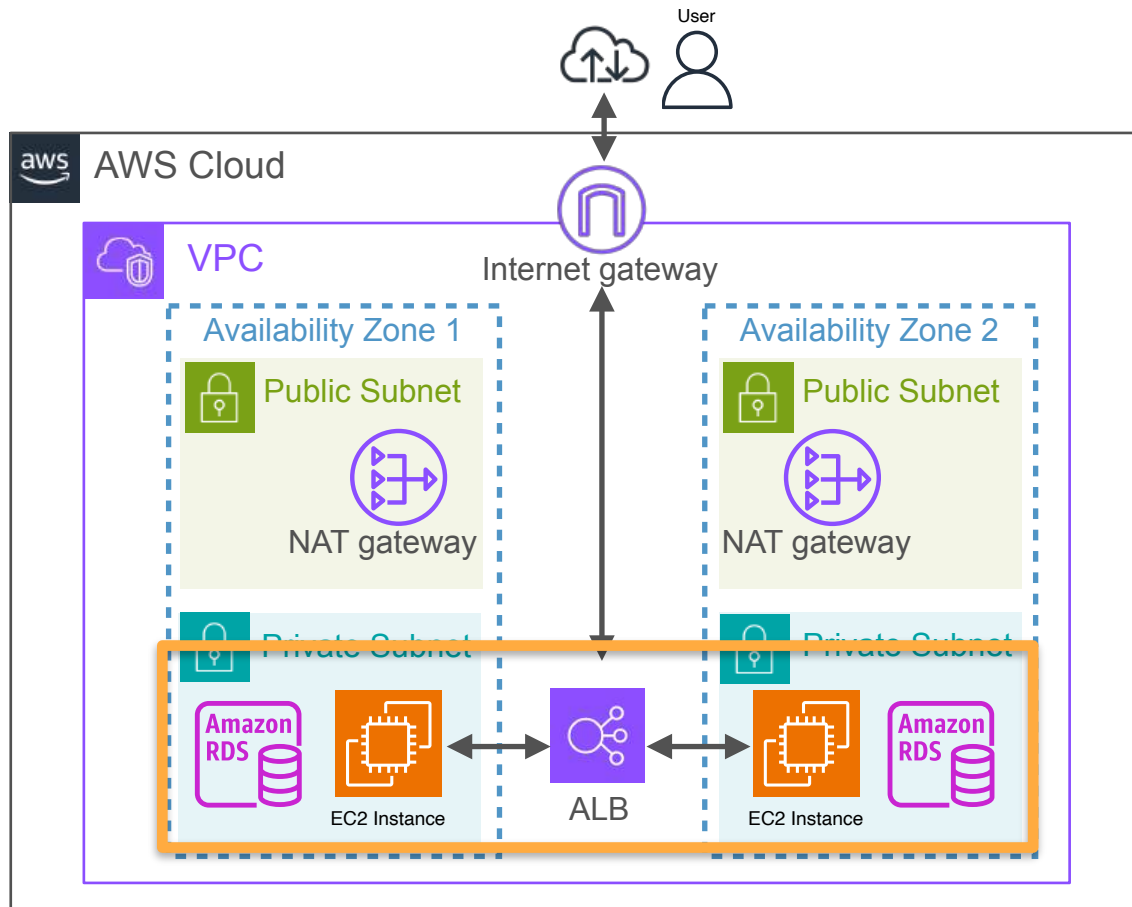 User
aws
AWS Cloud
VPC
Internet gateway
Availability Zone 1
Availability Zone 2
Public Subnet
Public Subnet
NAT gateway
NAT gateway
Private Subnet
Private Subnet
Amazon
RDS
EC2 Instance
ALB
EC2 Instance
Amazon
RDS